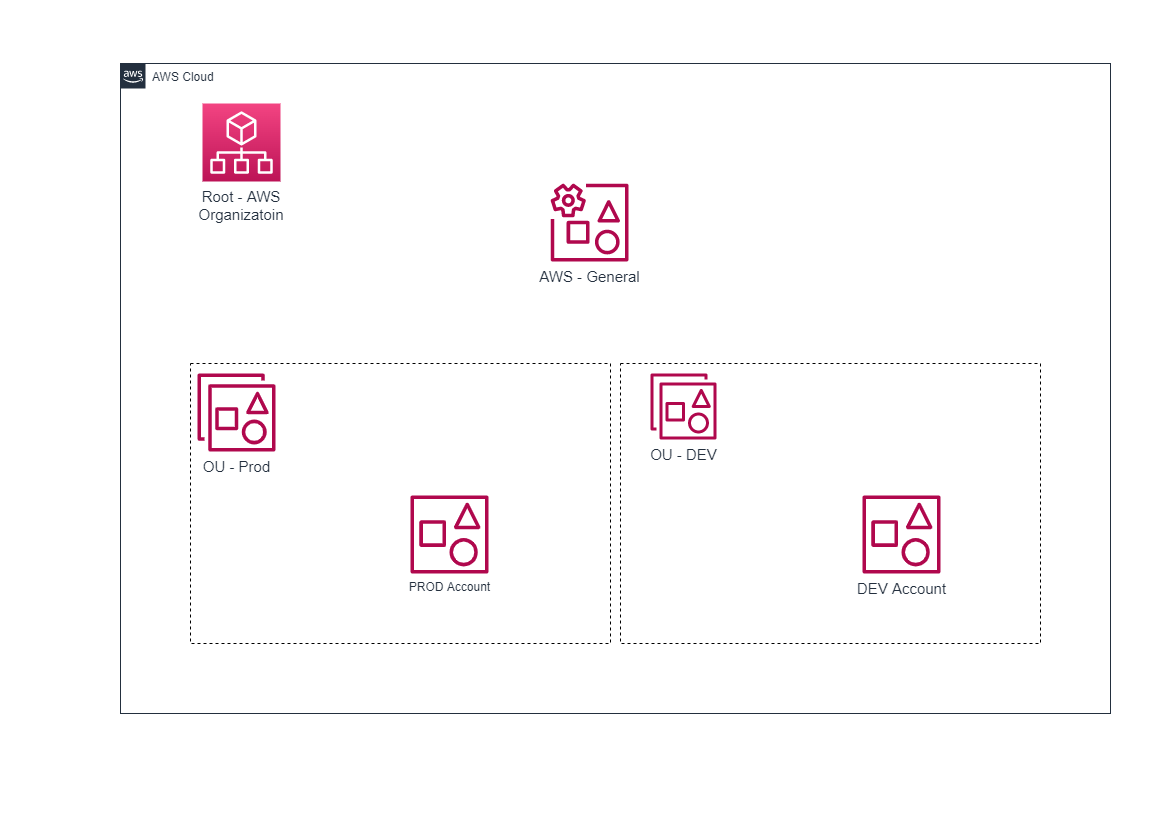 aws
AWS Cloud
Root - AWS
Organizatoin
AWS - General
OU - Prod
OU - DEV
PROD Account
DEV Account